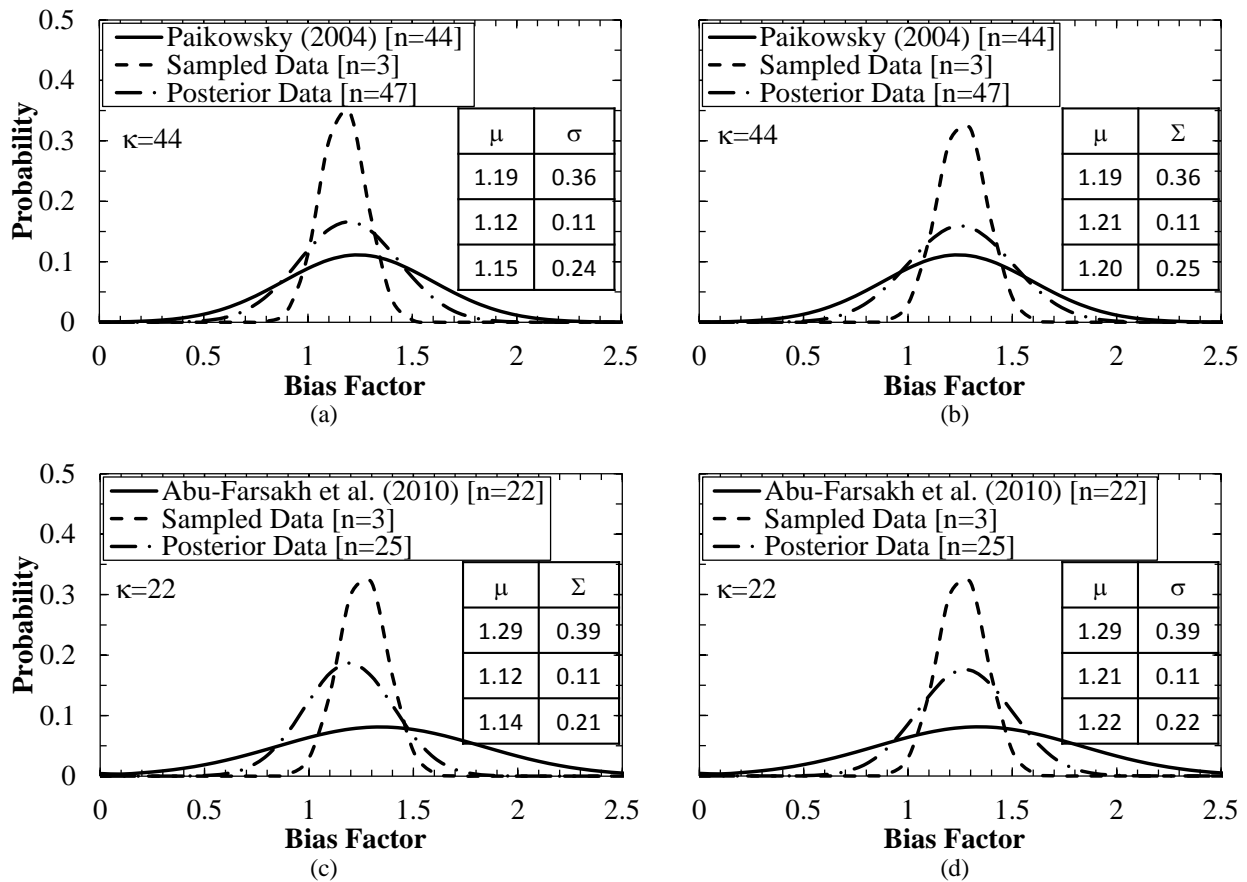 0.5
0.4
0.3
0.2
0.1
0
Probability
Paikowsky (2004) [n=44]
Sampled Data [n=3]
Posterior Data [n=47]
κ=44
μ σ
1.19 0.36
1.12 0.11
1.15 0.24
0 0.5 1 1.5 2 2.5
Bias Factor
(a)
Paikowsky (2004) [n=44]
Sampled Data [n=3]
Posterior Data [n=47]
κ=44
μ Σ
1.19 0.36
1.21 0.11
1.20 0.25
0 0.5 1 1.5 2 2.5
Bias Factor
(b)
0.5
0.4
0.3
0.2
0.1
0
Probability
Abu-Farsakh et al. (2010) [n=22]
Sampled Data [n=3]
Posterior Data [n=25]
κ=22
μ Σ
1.29 0.39
1.12 0.11
1.14 0.21
0 0.5 1 1.5 2 2.5
Bias Factor
(c)
Abu-Farsakh et al. (2010) [n=22]
Sampled Data [n=3]
Posterior Data [n=25]
κ=22
μ σ
1.29 0.39
1.21 0.11
1.22 0.22
0 0.5 1 1.5 2 2.5
Bias Factor
(d)